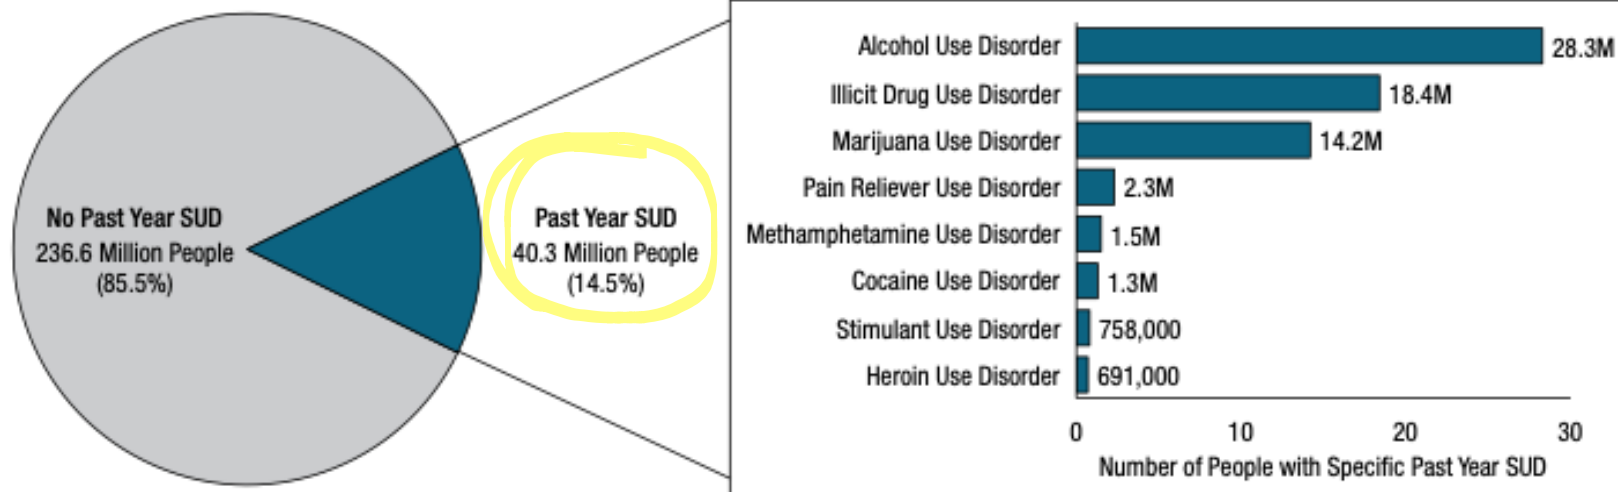 No Past Year SUD
236.6 Million People
(85.5%)
Past Year SUD
40.3 Million People
(14.5%)
Alcohol Use Disorder 28.3M
Illicit Drug Use Disorder 18.4M
Marijuana Use Disorder 14.2M
Pain Reliever Use Disorder 2.3M
Methamphetamine Use Disorder 1.5M
Cocaine Use Disorder 1.3M
Stimulant Use Disorder 758,000
Heroin Use Disorder 691,000
0 10 20 30
Number of People with Specific Past Year SUD